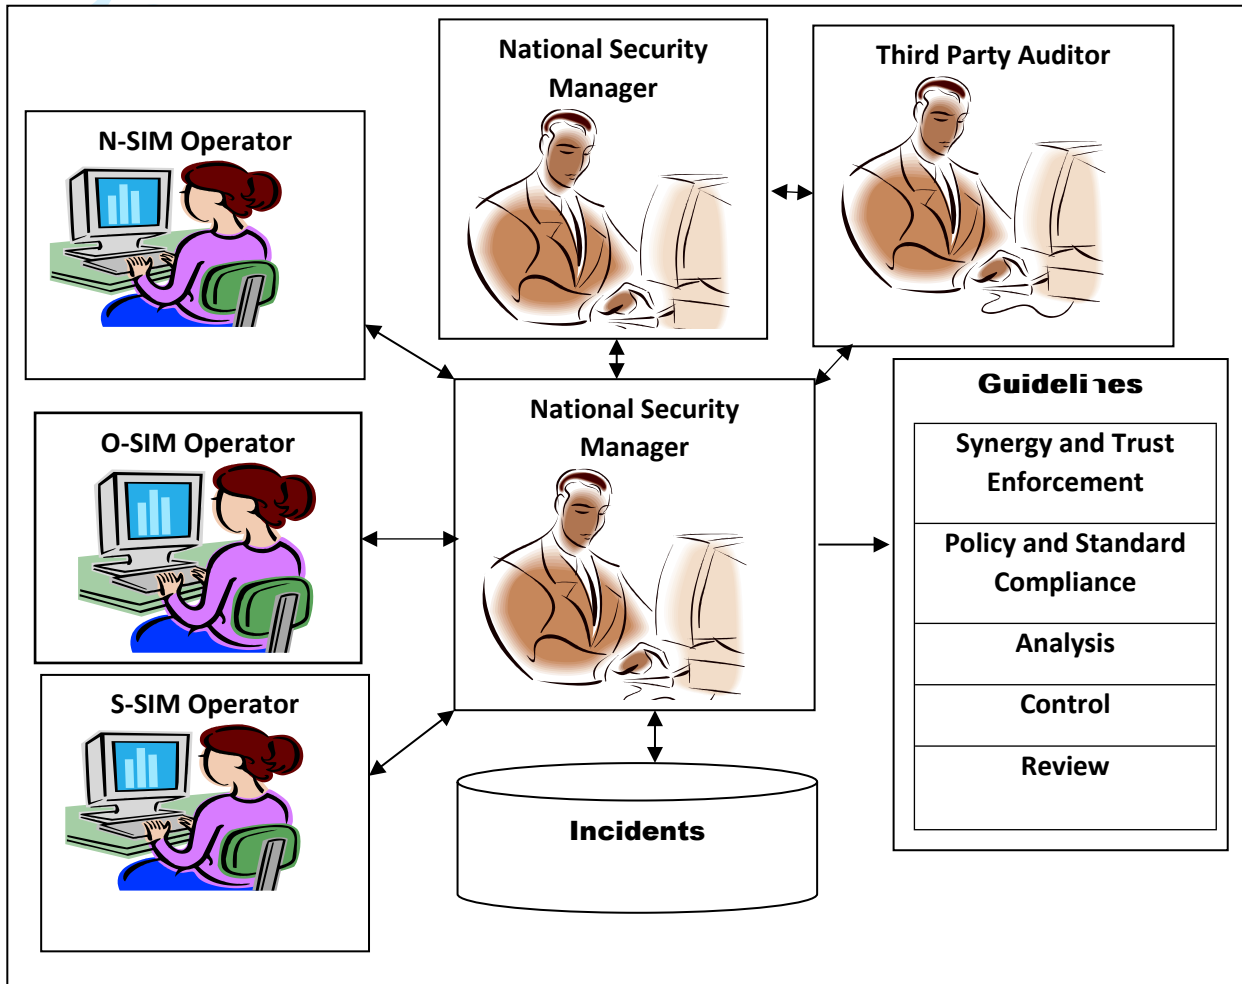 National Security
Manager
Third Party Auditor
N-SIM Operator
O-SIM Operator
S-SIM Operator
National Security
Manager
Incidents
Guidelines
Synergy and Trust
Enforcement
Policy and Standard
Compliance
Analysis
Control
Review